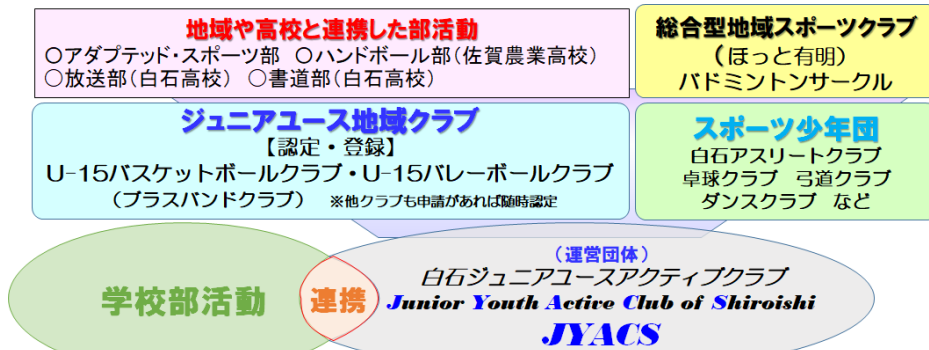 地域や高校と連携した部活動
○アダプテッド・スポーツ部 ○ハンドボール部(佐賀農業高校)
○放送部(白石高校) ○書道部(白石高校)
総合型地域スポーツクラブ
(ほっと有明)
バドミントンサークル
ジュニアユース地域クラブ
【認定・登録】
U-15バスケットボールクラブ・U-15バレーボールクラブ
(ブラスバンドクラブ) ※他クラブも申請があれば随時認定
スポーツ少年団
白石アスリートクラブ
卓球クラブ 弓道クラブ
ダンスクラブ など
学校部活動
連携
(運営団体)
白石ジュニアユースアクティブクラブ
Junior Youth Active Club of Shiroishi
JYACS